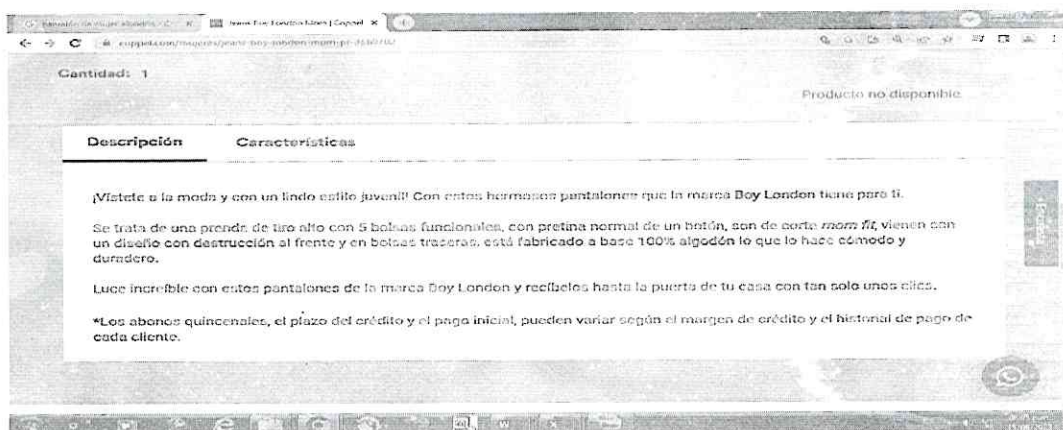 Jeans Boy London Mom | Coppel
Cantidad: 1
Producto no disponible
Descripción
Características
¡Vístete a la moda y con un lindo estilo juvenil! Con estos hermosos pantalones que la marca Boy London tiene para ti.
Se trata de una prenda de tiro alto con 5 bolsas funcionales, con pretina normal de un botón, son de corte mom fit, vienen con
un diseño con destrucción al frente y en bolsas traseras, está fabricado a base 100% algodón lo que lo hace cómodo y
duradero.
Luce increíble con estos pantalones de la marca Boy London y recíbelos hasta la puerta de tu casa con tan solo unos clics.
*Los abonos quincenales, el plazo del crédito y el pago inicial, pueden variar según el margen de crédito y el historial de pago de
cada cliente.